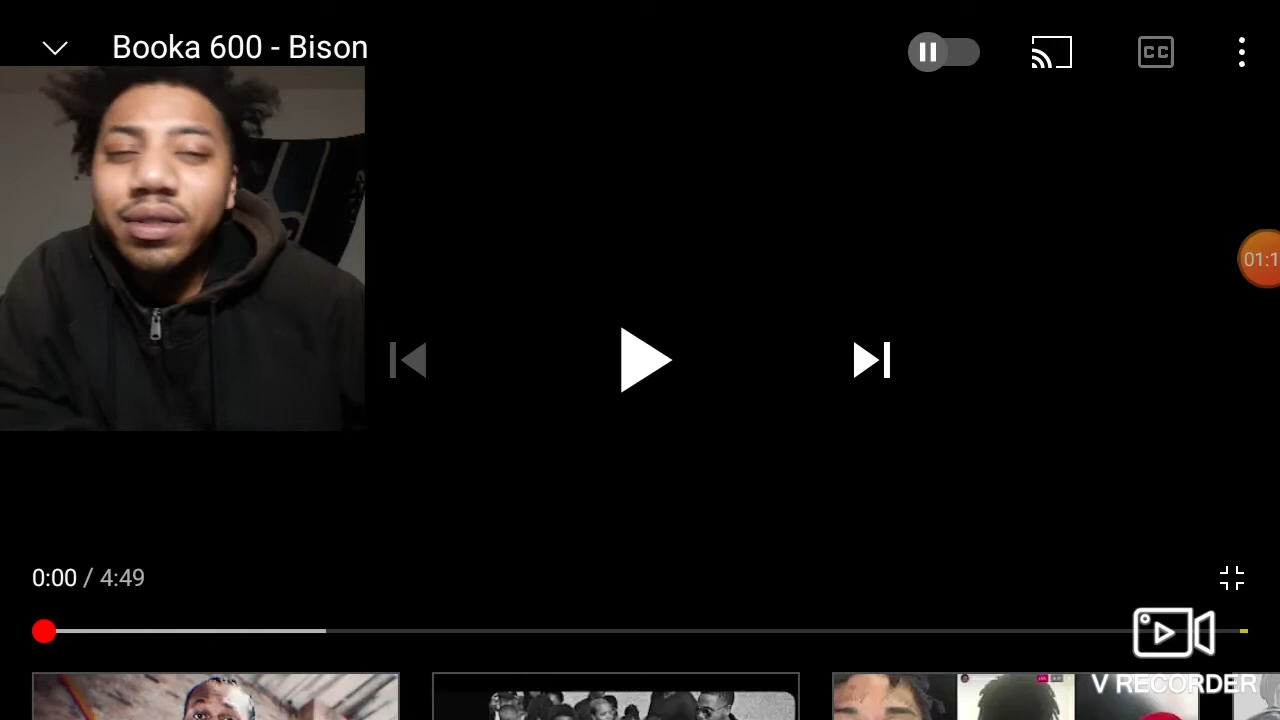 Booka 600 - Bison
CC
01:1
0:00 / 4:49
V RECORDER